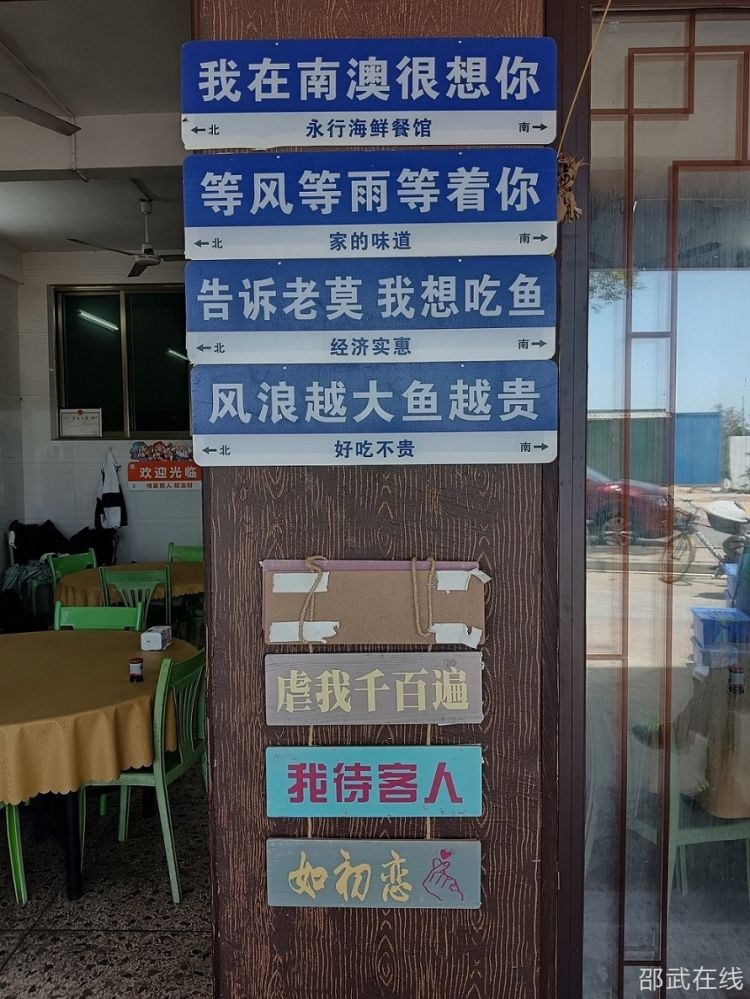 我在南澳很想你
←北 永行海鲜餐馆 南→
等风等雨等着你
←北 家的味道 南→
告诉老莫 我想吃鱼
←北 经济实惠 南→
风浪越大鱼越贵
←北 好吃不贵 南→
欢迎光临
虐我千百遍
我待客人
如初恋
邵武在线